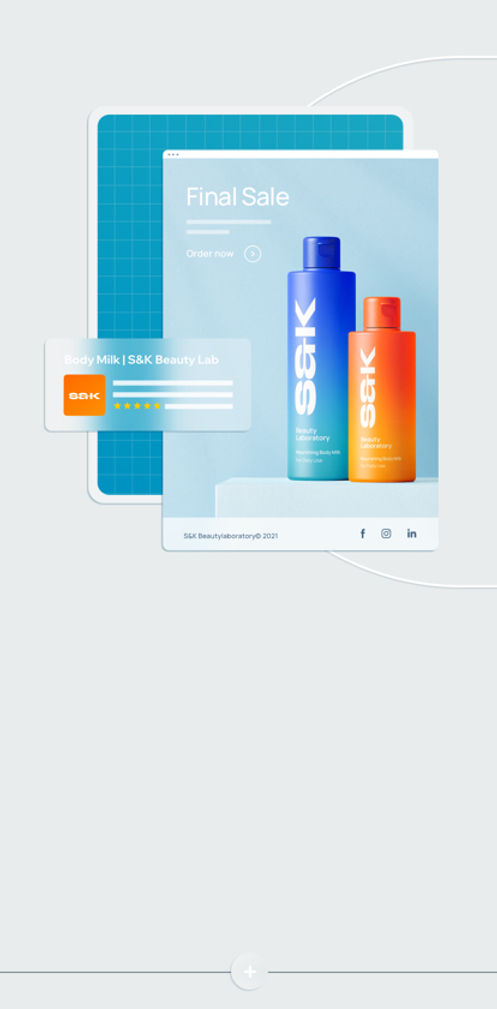 Final Sale
Order now
Body Milk | S&K Beauty Lab
S&K
S&K
Beauty
Laboratory
Nourishing Body Milk
For Daily Use
S&K
Beauty
Laboratory
Nourishing Body Milk
For Daily Use
S&K Beautylaboratory© 2021